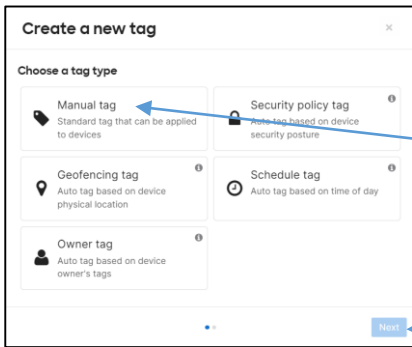 Create a new tag
Choose a tag type
Manual tag
Standard tag that can be applied
to devices
Security policy tag
Auto tag based on device
security posture
Geofencing tag
Auto tag based on device
physical location
Schedule tag
Auto tag based on time of day
Owner tag
Auto tag based on device
owner's tags
Next